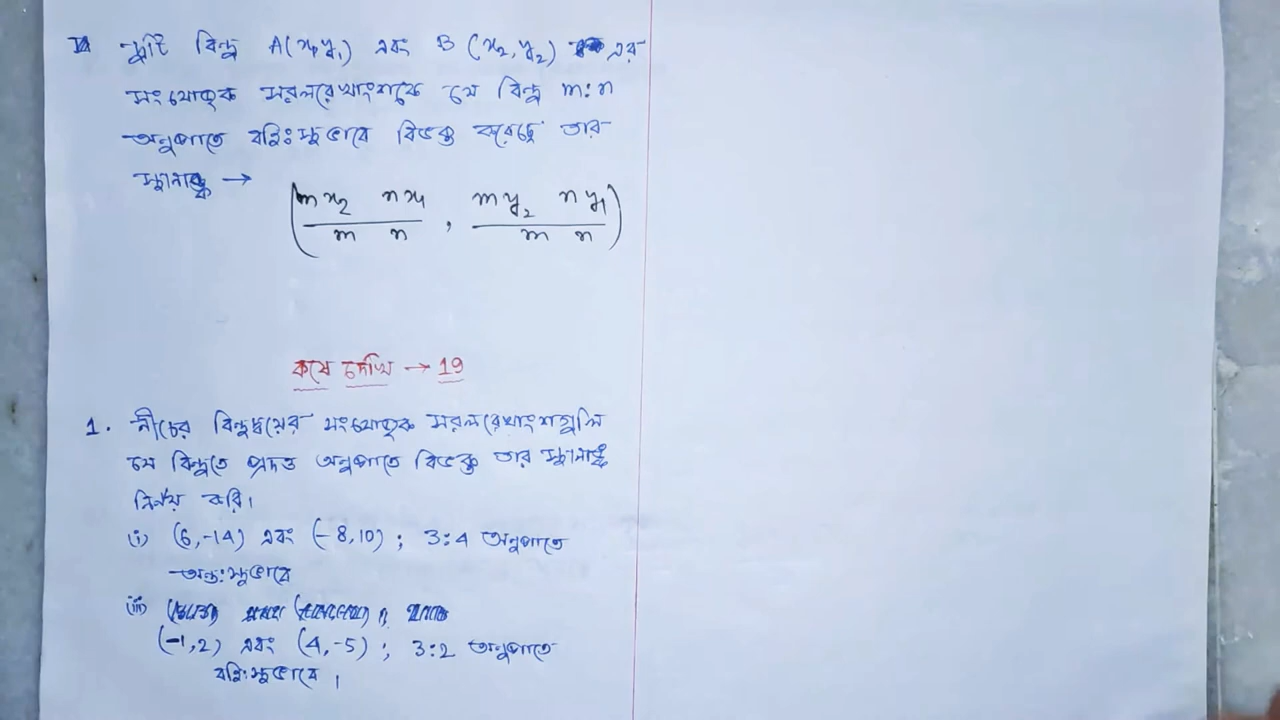 দুটি বিন্দু A(x₁,y₁) এবং B (x₂,y₂) এর
সংযোজক সরলরেখাংশকে যে বিন্দু m:n
অনুপাতে বহিঃস্থভাবে বিভক্ত করেছে তার
স্থানাঙ্ক →
(mx₂ nx₁ / m n , my₂ ny₁ / m n)
কষে দেখি → 19
1. নীচের বিন্দুদ্বয়ের সংযোজক সরলরেখাংশগুলি
যে বিন্দুতে প্রদত্ত অনুপাতে বিভক্ত তার স্থানাঙ্ক
নির্ণয় করি।
(i) (6,-14) এবং (-8,10) ; 3:4 অনুপাতে
অন্তঃস্থভাবে
(iii)
(-1,2) এবং (4,-5) ; 3:2 অনুপাতে
বহিঃস্থভাবে ।